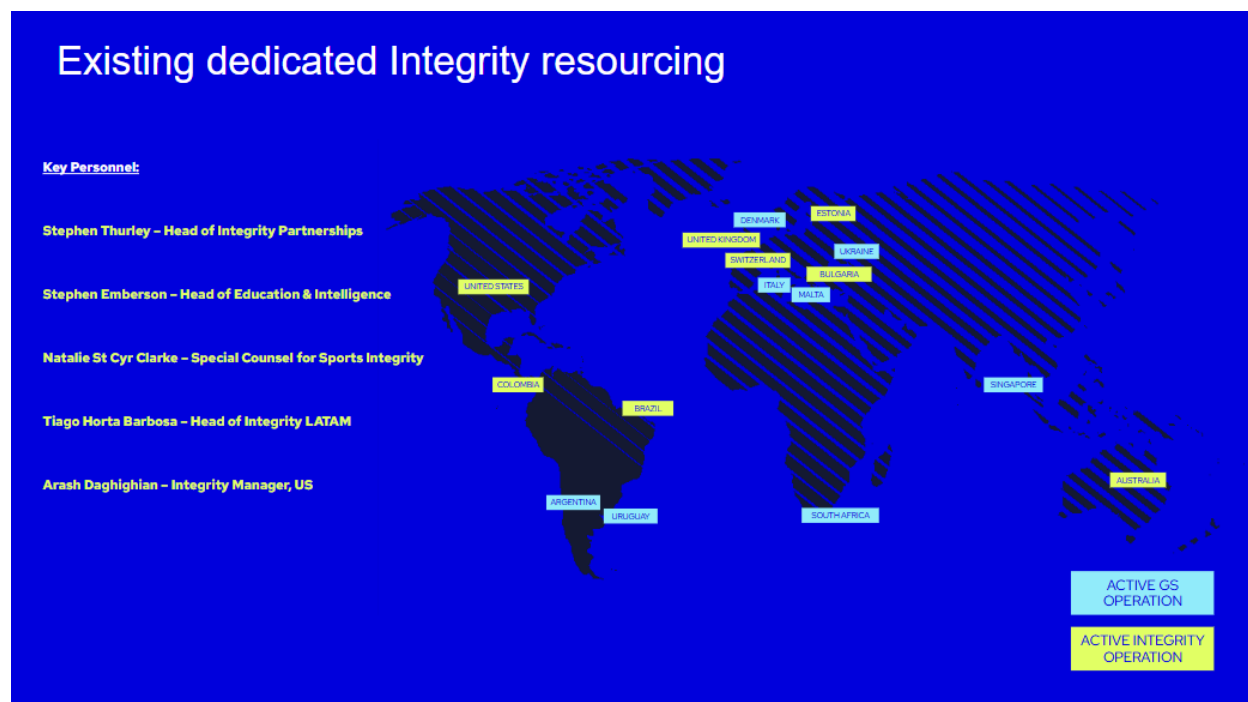 Existing dedicated Integrity resourcing
Key Personnel:
Stephen Thurley – Head of Integrity Partnerships
Stephen Emberson – Head of Education & Intelligence
Natalie St Cyr Clarke – Special Counsel for Sports Integrity
Tiago Horta Barbosa – Head of Integrity LATAM
Arash Daghighian – Integrity Manager, US
DENMARK
ESTONIA
UNITED KINGDOM
UKRAINE
SWITZERLAND
BULGARIA
UNITED STATES
ITALY
MALTA
COLOMBIA
SINGAPORE
BRAZIL
AUSTRALIA
ARGENTINA
URUGUAY
SOUTH AFRICA
ACTIVE GS
OPERATION
ACTIVE INTEGRITY
OPERATION